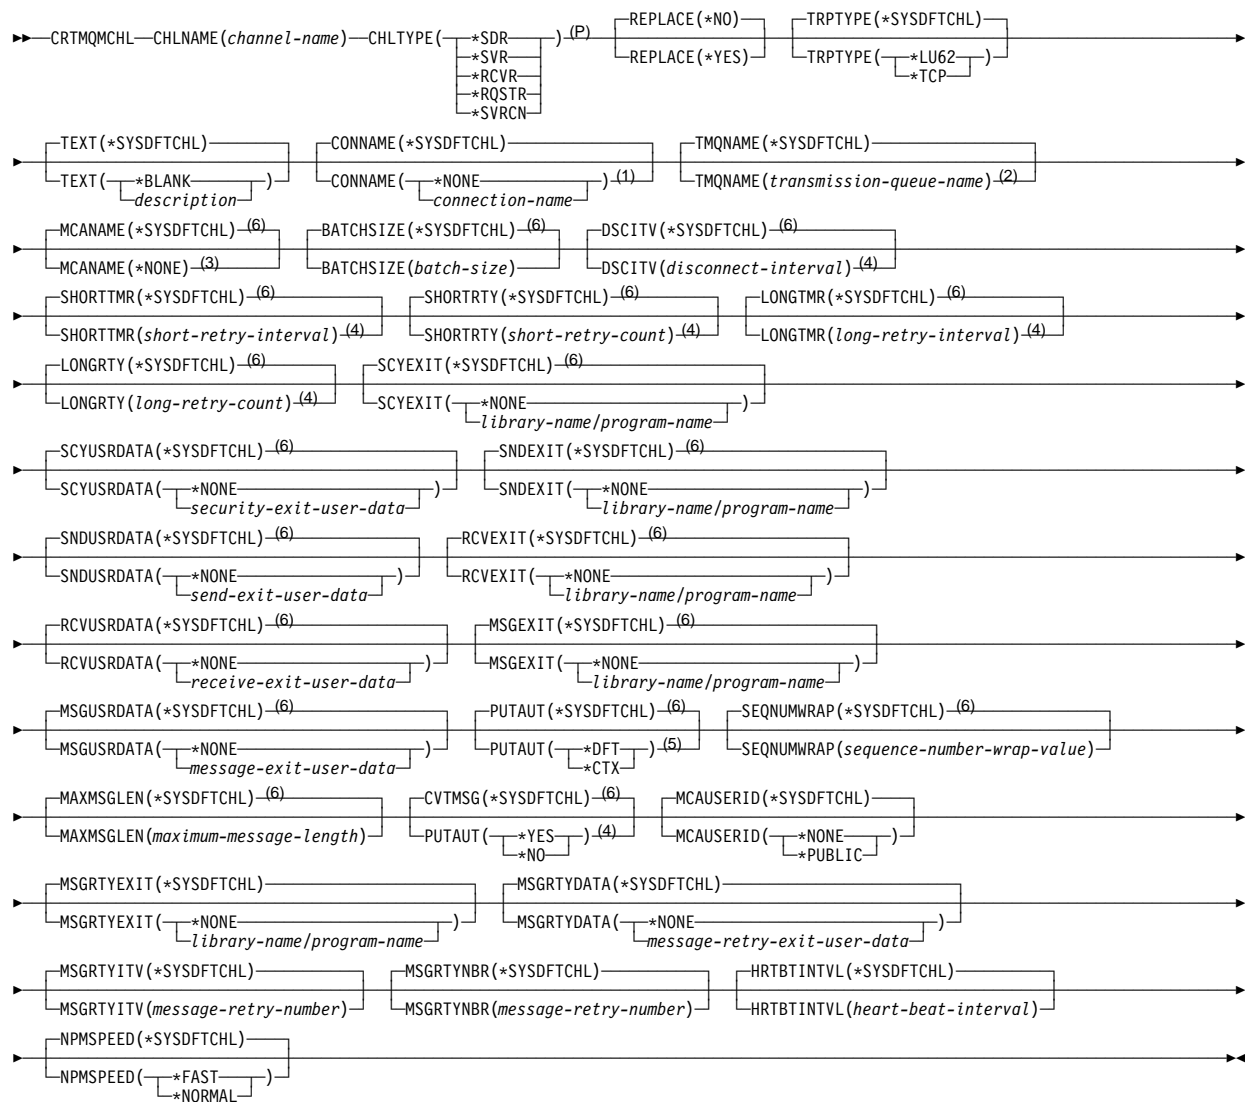 CRTMQMCHL CHLNAME(channel-name) CHLTYPE( *SDR ) (P) REPLACE(*NO) TRPTYPE(*SYSDFTCHL)
*SVR REPLACE(*YES) TRPTYPE( *LU62 )
*RCVR *TCP
*RQSTR
*SVRCN
TEXT(*SYSDFTCHL) CONNAME(*SYSDFTCHL) TMQNAME(*SYSDFTCHL)
TEXT( *BLANK ) CONNAME( *NONE ) (1) TMQNAME(transmission-queue-name) (2)
description connection-name
MCANAME(*SYSDFTCHL) (6) BATCHSIZE(*SYSDFTCHL) (6) DSCITV(*SYSDFTCHL) (6)
MCANAME(*NONE) (3) BATCHSIZE(batch-size) DSCITV(disconnect-interval) (4)
SHORTTMR(*SYSDFTCHL) (6) SHORTRTY(*SYSDFTCHL) (6) LONGTMR(*SYSDFTCHL) (6)
SHORTTMR(short-retry-interval) (4) SHORTRTY(short-retry-count) (4) LONGTMR(long-retry-interval) (4)
LONGRTY(*SYSDFTCHL) (6) SCYEXIT(*SYSDFTCHL) (6)
LONGRTY(long-retry-count) (4) SCYEXIT( *NONE )
library-name/program-name
SCYUSRDATA(*SYSDFTCHL) (6) SNDEXIT(*SYSDFTCHL) (6)
SCYUSRDATA( *NONE ) SNDEXIT( *NONE )
security-exit-user-data library-name/program-name
SNDUSRDATA(*SYSDFTCHL) (6) RCVEXIT(*SYSDFTCHL) (6)
SNDUSRDATA( *NONE ) RCVEXIT( *NONE )
send-exit-user-data library-name/program-name
RCVUSRDATA(*SYSDFTCHL) (6) MSGEXIT(*SYSDFTCHL) (6)
RCVUSRDATA( *NONE ) MSGEXIT( *NONE )
receive-exit-user-data library-name/program-name
MSGUSRDATA(*SYSDFTCHL) (6) PUTAUT(*SYSDFTCHL) (6) SEQNUMWRAP(*SYSDFTCHL) (6)
MSGUSRDATA( *NONE ) PUTAUT( *DFT ) (5) SEQNUMWRAP(sequence-number-wrap-value)
message-exit-user-data *CTX
MAXMSGLEN(*SYSDFTCHL) (6) CVTMSG(*SYSDFTCHL) (6) MCAUSERID(*SYSDFTCHL)
MAXMSGLEN(maximum-message-length) PUTAUT( *YES ) (4) MCAUSERID( *NONE )
*NO *PUBLIC
MSGRTYEXIT(*SYSDFTCHL) MSGRTYDATA(*SYSDFTCHL)
MSGRTYEXIT( *NONE ) MSGRTYDATA( *NONE )
library-name/program-name message-retry-exit-user-data
MSGRTYITV(*SYSDFTCHL) MSGRTYNBR(*SYSDFTCHL) HRTBTINTVL(*SYSDFTCHL)
MSGRTYITV(message-retry-number) MSGRTYNBR(message-retry-number) HRTBTINTVL(heart-beat-interval)
NPMSPEED(*SYSDFTCHL)
NPMSPEED( *FAST )
*NORMAL